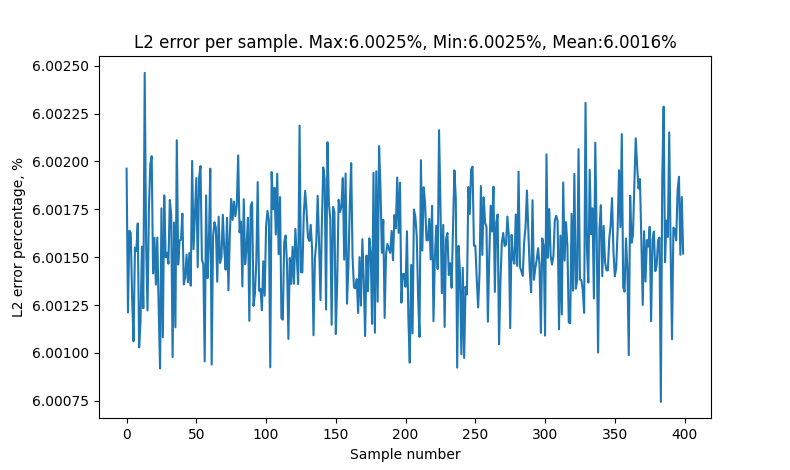 L2 error per sample. Max:6.0025%, Min:6.0025%, Mean:6.0016%
L2 error percentage, %
6.00250
6.00225
6.00200
6.00175
6.00150
6.00125
6.00100
6.00075
0 50 100 150 200 250 300 350 400
Sample number